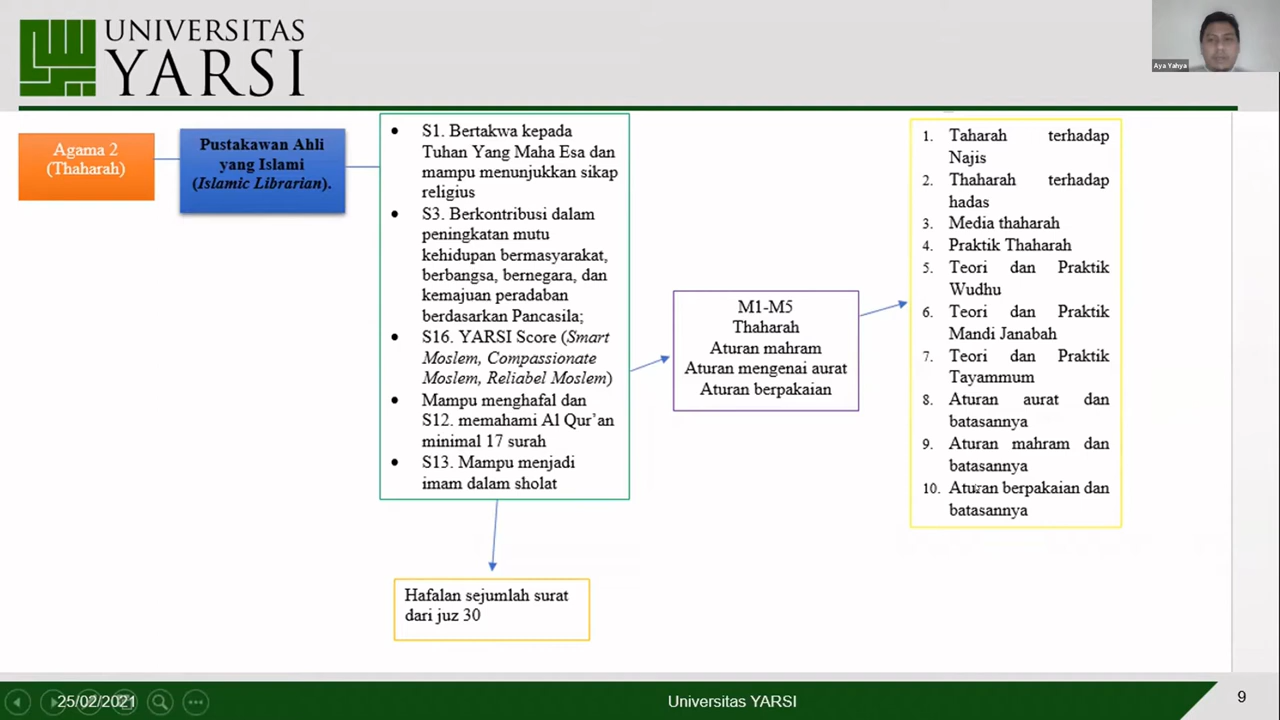 UNIVERSITAS
YARSI
Aya Yahya
Agama 2
(Thaharah)
Pustakawan Ahli
yang Islami
(Islamic Librarian).
S1. Bertakwa kepada
Tuhan Yang Maha Esa dan
mampu menunjukkan sikap
religius
S3. Berkontribusi dalam
peningkatan mutu
kehidupan bermasyarakat,
berbangsa, bernegara, dan
kemajuan peradaban
berdasarkan Pancasila;
S16. YARSI Score (Smart
Moslem, Compassionate
Moslem, Reliabel Moslem)
Mampu menghafal dan
S12. memahami Al Qur’an
minimal 17 surah
S13. Mampu menjadi
imam dalam sholat
Hafalan sejumlah surat
dari juz 30
M1-M5
Thaharah
Aturan mahram
Aturan mengenai aurat
Aturan berpakaian
1. Taharah terhadap
Najis
2. Thaharah terhadap
hadas
3. Media thaharah
4. Praktik Thaharah
5. Teori dan Praktik
Wudhu
6. Teori dan Praktik
Mandi Janabah
7. Teori dan Praktik
Tayammum
8. Aturan aurat dan
batasannya
9. Aturan mahram dan
batasannya
10. Aturan berpakaian dan
batasannya
25/02/2021
Universitas YARSI
9